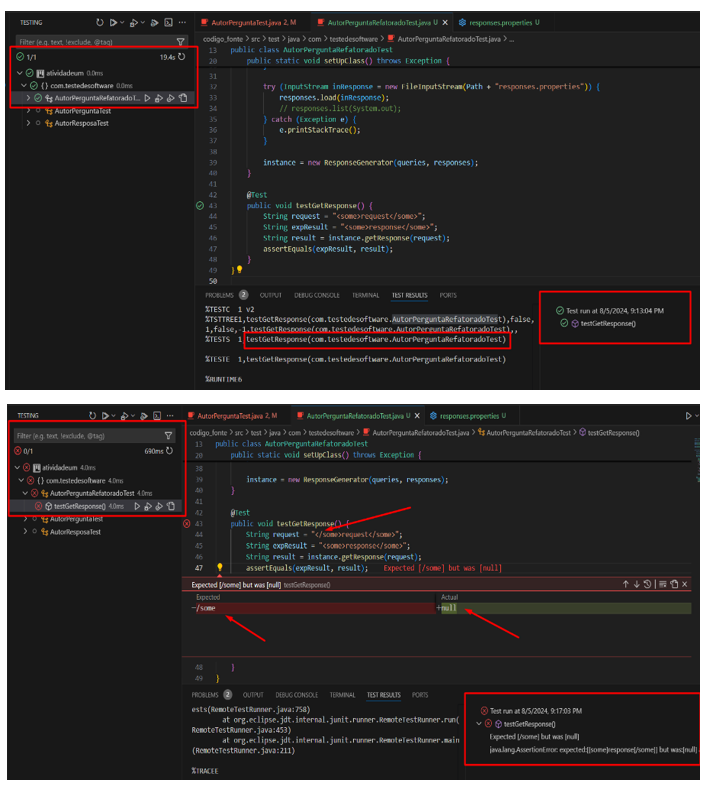 TESTING
AutorPerguntaTest.java 2, M
AutorPerguntaRefatoradoTest.java U
responses.properties U
Filter (e.g. text, !exclude, @tag)
codigo_fonte > src > test > java > com > testedesoftware > AutorPerguntaRefatoradoTest.java > ...
1/1
19.4s
13 public class AutorPerguntaRefatoradoTest
20 public static void setUpClass() throws Exception {
atividadeum 0.0ms
{} com.testedesoftware 0.0ms
AutorPerguntaRefatoradoT...
AutorPerguntaTest
AutorResposaTest
31
32 try (InputStream inResponse = new FileInputStream(Path + "responses.properties")) {
33 responses.load(inResponse);
34 // responses.list(System.out);
35 } catch (Exception e) {
36 e.printStackTrace();
37 }
38
39 instance = new ResponseGenerator(queries, responses);
40 }
41
42 @Test
43 public void testGetResponse() {
44 String request = "<some>request</some>";
45 String expResult = "<some>response</some>";
46 String result = instance.getResponse(request);
47 assertEquals(expResult, result);
48 }
49 }
50
PROBLEMS 2 OUTPUT DEBUG CONSOLE TERMINAL TEST RESULTS PORTS
%TESTC 1 v2
%TSTTREE1,testGetResponse(com.testedesoftware.AutorPerguntaRefatoradoTest),false,
1,false,-1,testGetResponse(com.testedesoftware.AutorPerguntaRefatoradoTest),,
%TESTS 1,testGetResponse(com.testedesoftware.AutorPerguntaRefatoradoTest)
%TESTE 1,testGetResponse(com.testedesoftware.AutorPerguntaRefatoradoTest)
%RUNTIME6
Test run at 8/5/2024, 9:13:04 PM
testGetResponse()
TESTING
AutorPerguntaTest.java 2, M
AutorPerguntaRefatoradoTest.java U
responses.properties U
Filter (e.g. text, !exclude, @tag)
codigo_fonte > src > test > java > com > testedesoftware > AutorPerguntaRefatoradoTest.java > AutorPerguntaRefatoradoTest > testGetResponse()
0/1
690ms
13 public class AutorPerguntaRefatoradoTest
20 public static void setUpClass() throws Exception {
atividadeum 4.0ms
{} com.testedesoftware 4.0ms
AutorPerguntaRefatoradoTest 4.0ms
testGetResponse() 4.0ms
AutorPerguntaTest
AutorResposaTest
38
39 instance = new ResponseGenerator(queries, responses);
40 }
41
42 @Test
43 public void testGetResponse() {
44 String request = "</some>request</some>";
45 String expResult = "<some>response</some>";
46 String result = instance.getResponse(request);
47 assertEquals(expResult, result); Expected [/some] but was [null]
Expected [/some] but was [null] testGetResponse()
Expected
Actual
-/some
+null
48 }
49 }
PROBLEMS 2 OUTPUT DEBUG CONSOLE TERMINAL TEST RESULTS PORTS
ests(RemoteTestRunner.java:758)
at org.eclipse.jdt.internal.junit.runner.RemoteTestRunner.run(
RemoteTestRunner.java:453)
at org.eclipse.jdt.internal.junit.runner.RemoteTestRunner.main
(RemoteTestRunner.java:211)
%TRACEE
Test run at 8/5/2024, 9:17:03 PM
testGetResponse()
Expected [/some] but was [null]
java.lang.AssertionError: expected:[<some>response</some>] but was:[null]